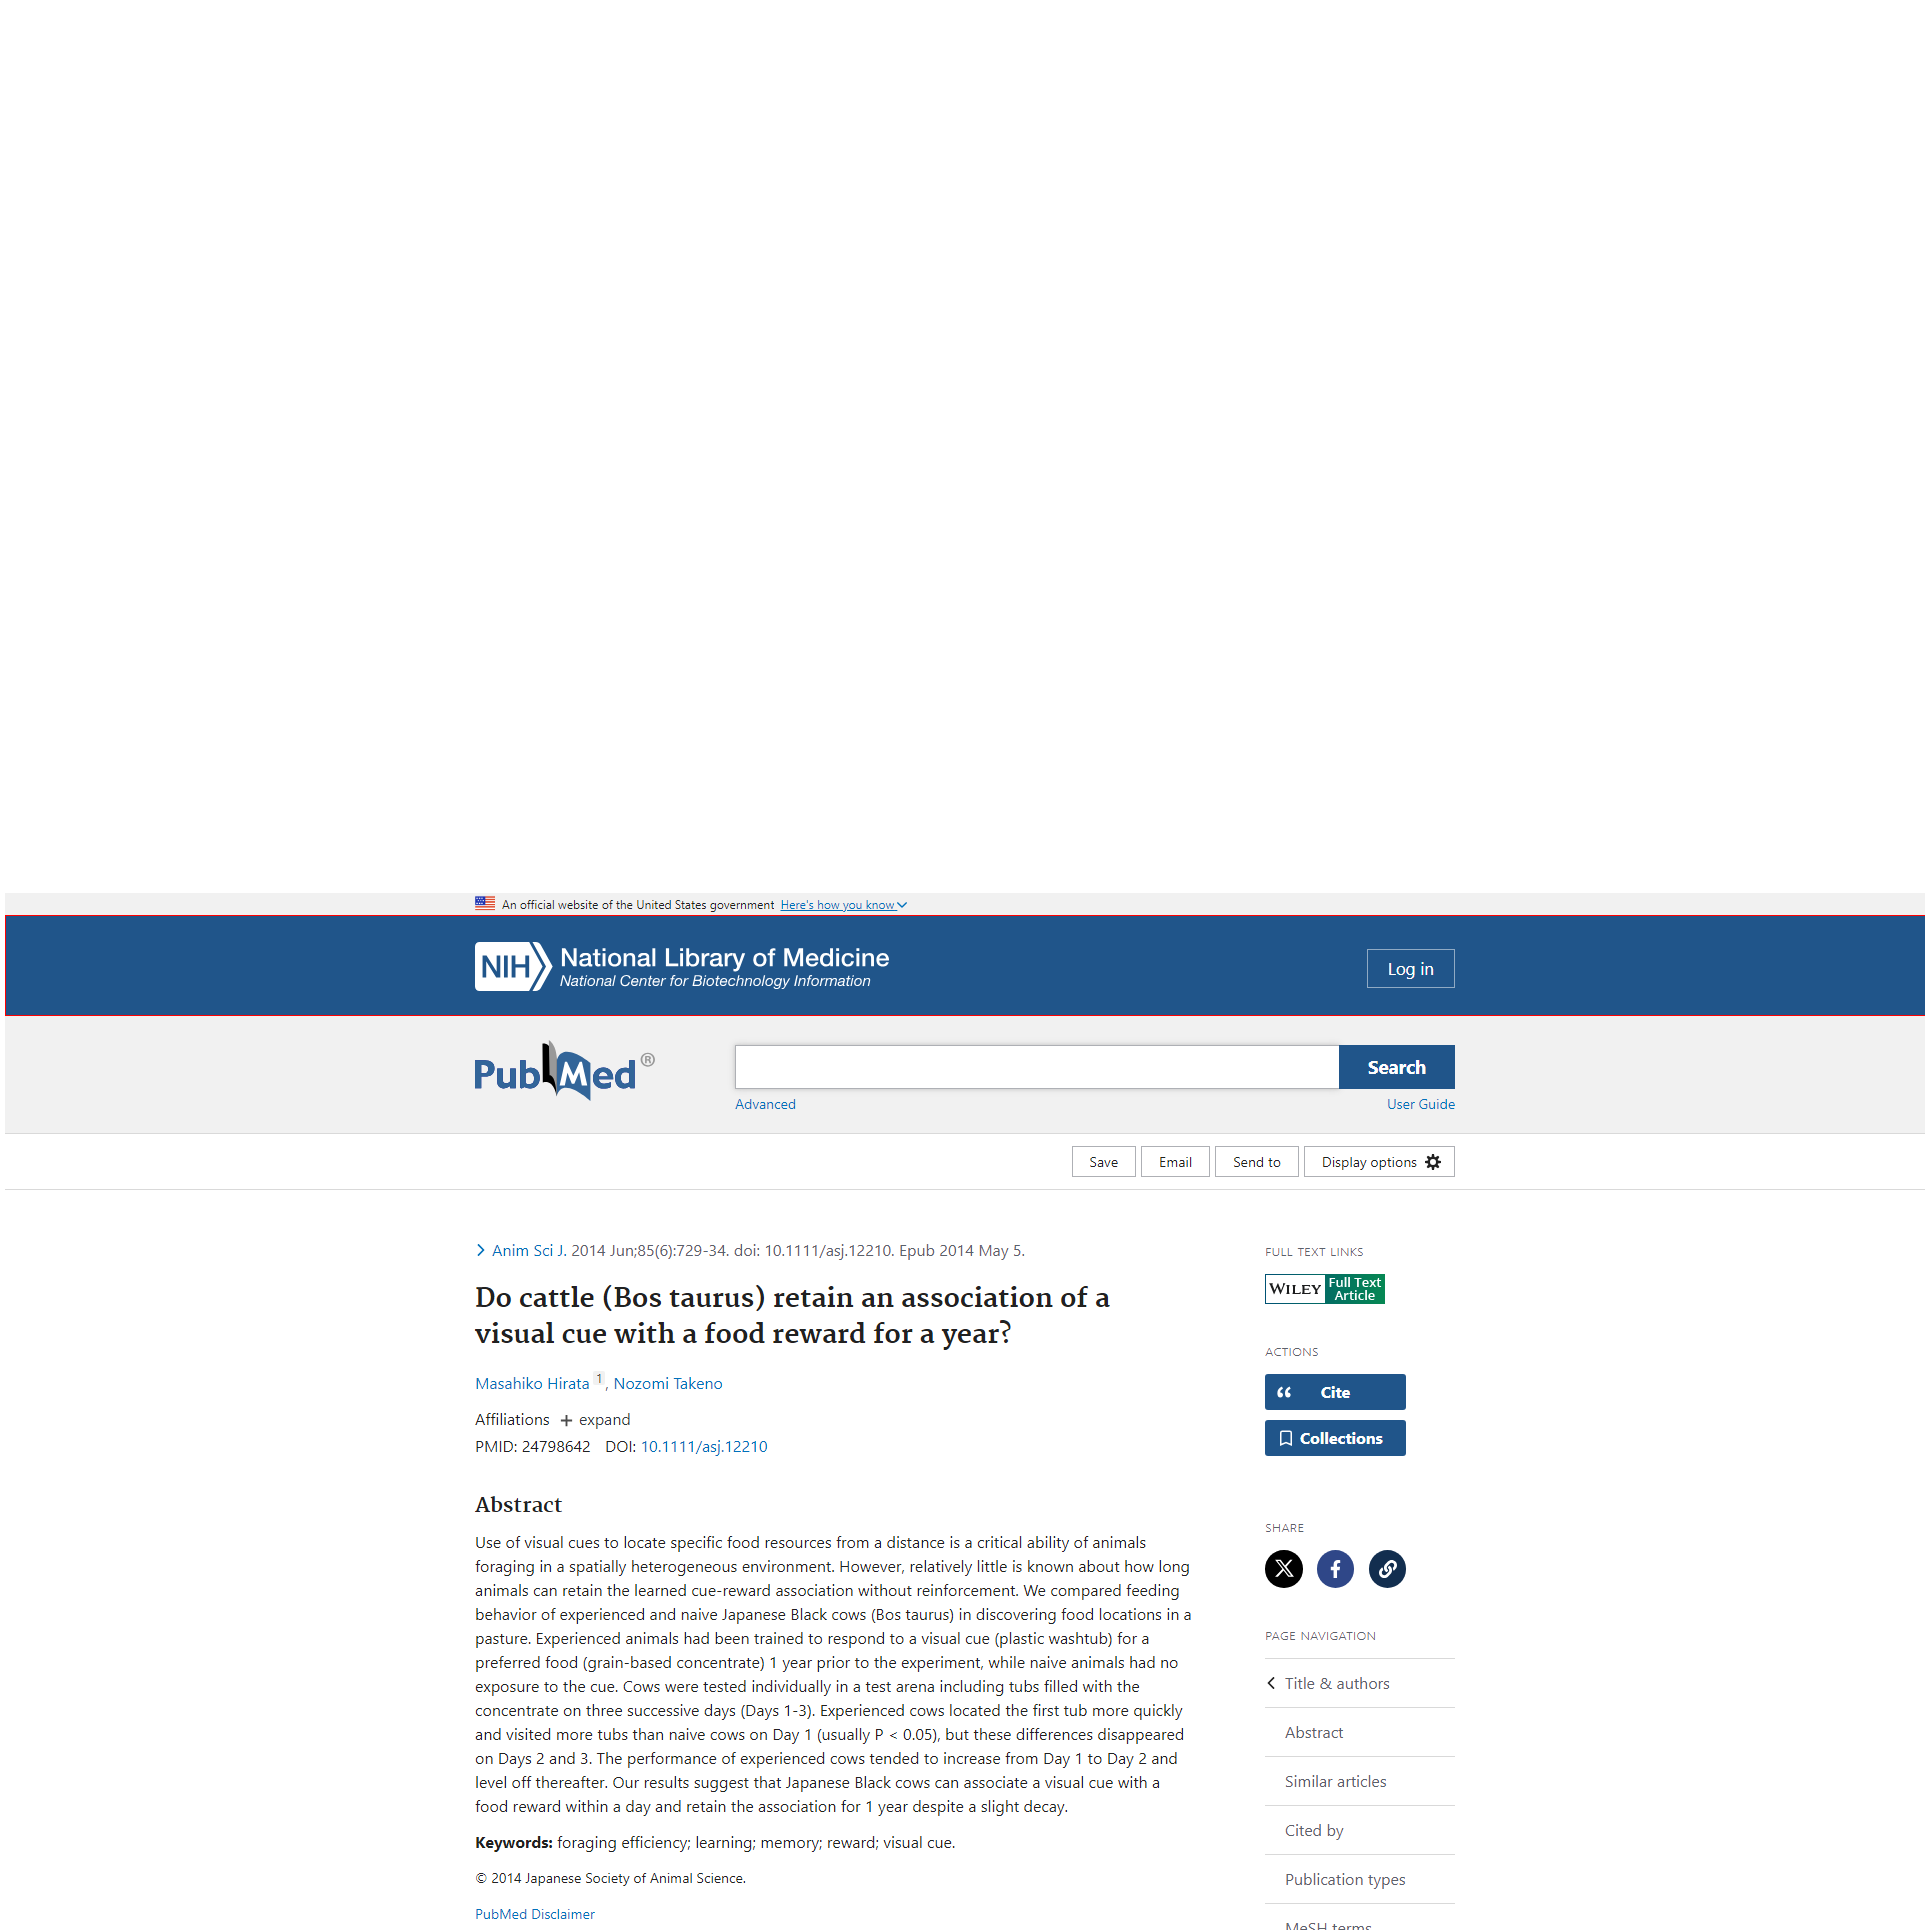 An official website of the United States government Here's how you know
NIH National Library of Medicine
National Center for Biotechnology Information
Log in
PubMed®
Search
Advanced
User Guide
Save
Email
Send to
Display options
Anim Sci J. 2014 Jun;85(6):729-34. doi: 10.1111/asj.12210. Epub 2014 May 5.
Do cattle (Bos taurus) retain an association of a
visual cue with a food reward for a year?
Masahiko Hirata 1, Nozomi Takeno
Affiliations + expand
PMID: 24798642 DOI: 10.1111/asj.12210
Abstract
Use of visual cues to locate specific food resources from a distance is a critical ability of animals
foraging in a spatially heterogeneous environment. However, relatively little is known about how long
animals can retain the learned cue-reward association without reinforcement. We compared feeding
behavior of experienced and naive Japanese Black cows (Bos taurus) in discovering food locations in a
pasture. Experienced animals had been trained to respond to a visual cue (plastic washtub) for a
preferred food (grain-based concentrate) 1 year prior to the experiment, while naive animals had no
exposure to the cue. Cows were tested individually in a test arena including tubs filled with the
concentrate on three successive days (Days 1-3). Experienced cows located the first tub more quickly
and visited more tubs than naive cows on Day 1 (usually P < 0.05), but these differences disappeared
on Days 2 and 3. The performance of experienced cows tended to increase from Day 1 to Day 2 and
level off thereafter. Our results suggest that Japanese Black cows can associate a visual cue with a
food reward within a day and retain the association for 1 year despite a slight decay.
Keywords: foraging efficiency; learning; memory; reward; visual cue.
© 2014 Japanese Society of Animal Science.
PubMed Disclaimer
FULL TEXT LINKS
WILEY Full Text
Article
ACTIONS
Cite
Collections
SHARE
PAGE NAVIGATION
Title & authors
Abstract
Similar articles
Cited by
Publication types
MeSH terms